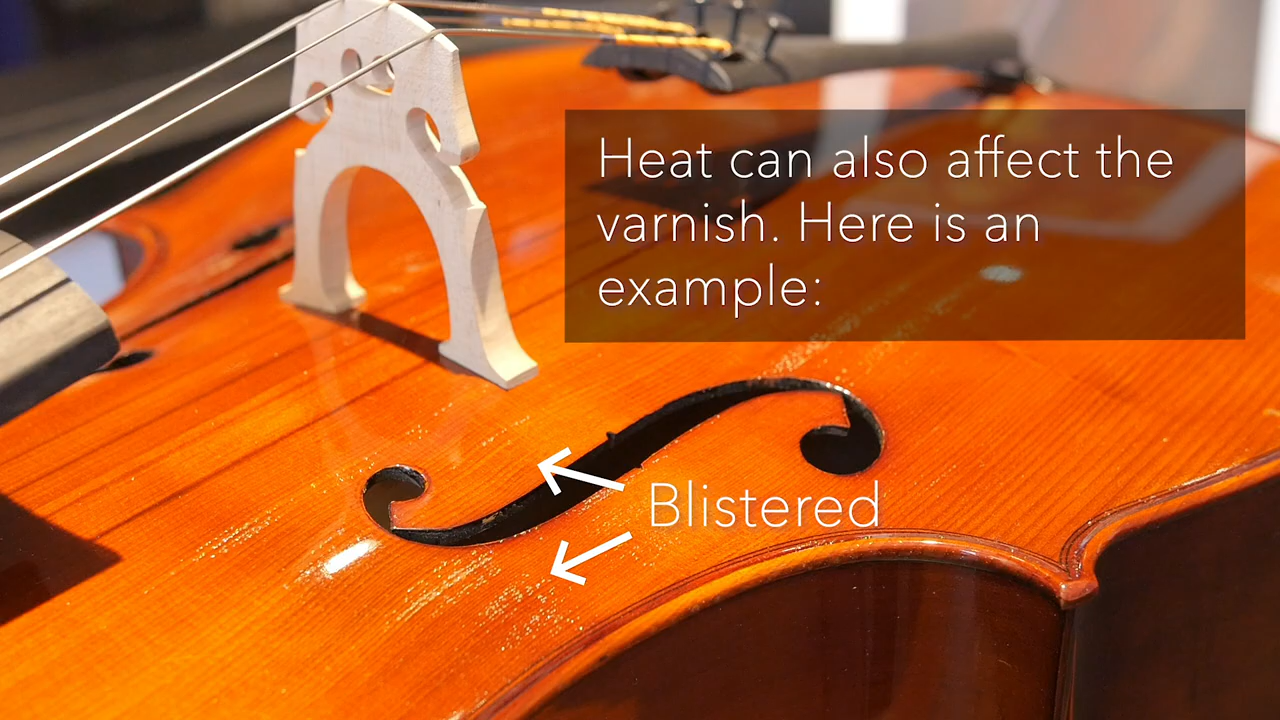 Heat can also affect the
varnish. Here is an
example:
Blistered